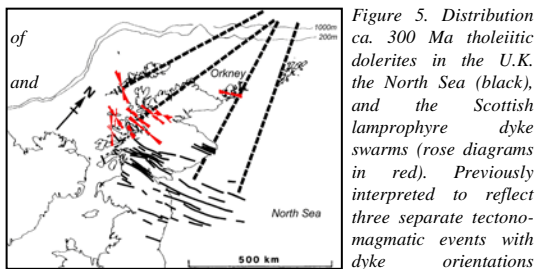 Figure 5. Distribution
of ca. 300 Ma tholeiitic
dolerites in the U.K.
and the North Sea (black),
and the Scottish
lamprophyre dyke
swarms (rose diagrams
in red). Previously
interpreted to reflect
three separate tectono-
magmatic events with
dyke orientations
1000m
200m
Orkney
N
North Sea
500 km